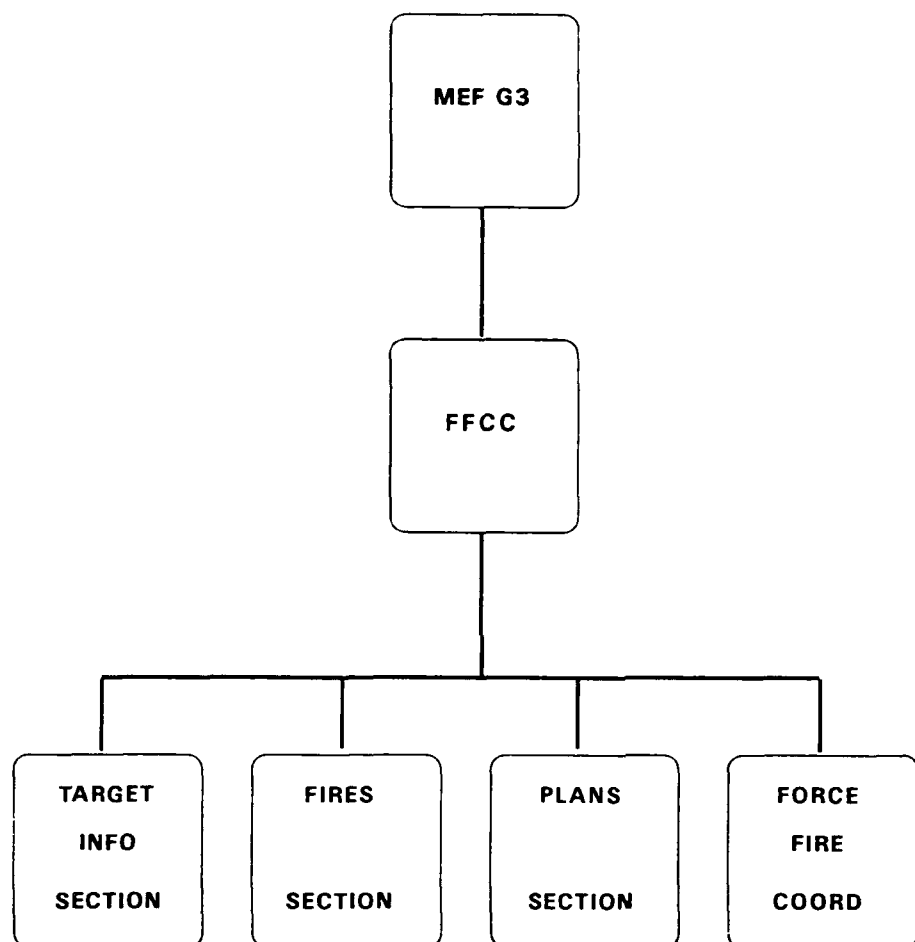 MEF G3
FFCC
TARGET
INFO
SECTION
FIRES
SECTION
PLANS
SECTION
FORCE
FIRE
COORD